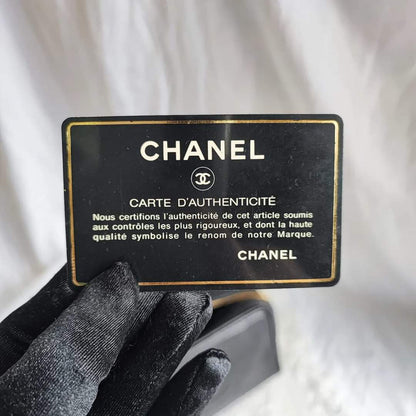 CHANEL
CARTE D'AUTHENTICITÉ
Nous certifions l'authenticité de cet article soumis
aux contrôles les plus rigoureux, et dont la haute
qualité symbolise le renom de notre Marque.
CHANEL